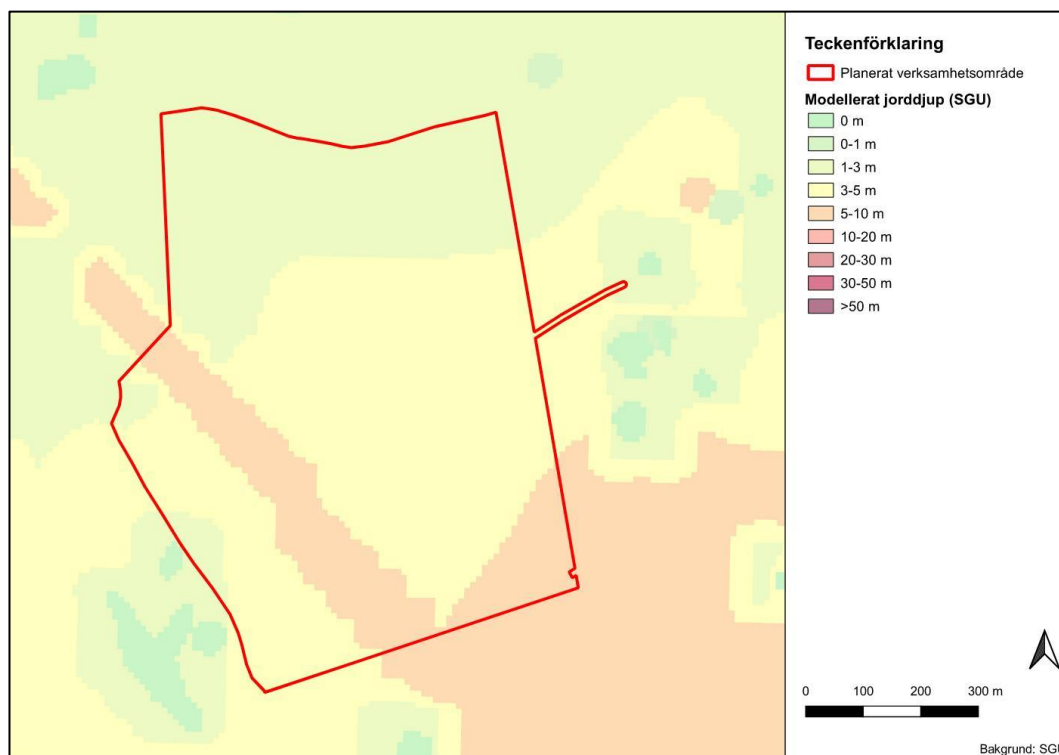 Teckenförklaring
Planerat verksamhetsområde
Modellerat jorddjup (SGU)
0 m
0-1 m
1-3 m
3-5 m
5-10 m
10-20 m
20-30 m
30-50 m
>50 m
0 100 200 300 m
Bakgrund: SGU